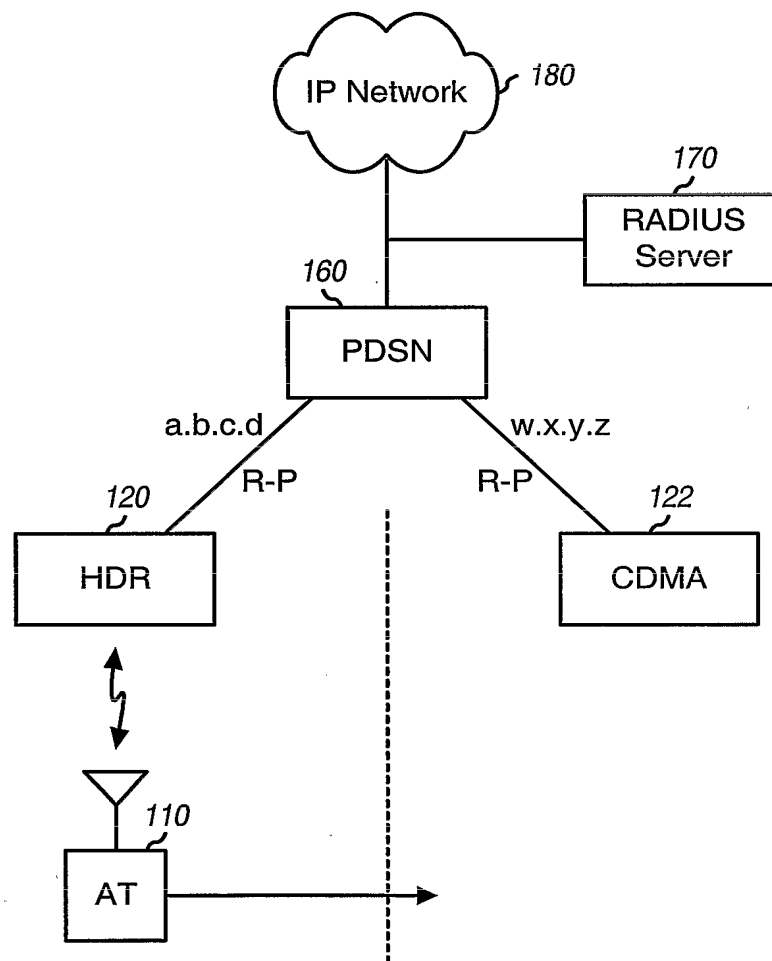 IP Network
180
170
RADIUS
Server
160
PDSN
a.b.c.d
w.x.y.z
R-P
R-P
120
122
HDR
CDMA
110
AT